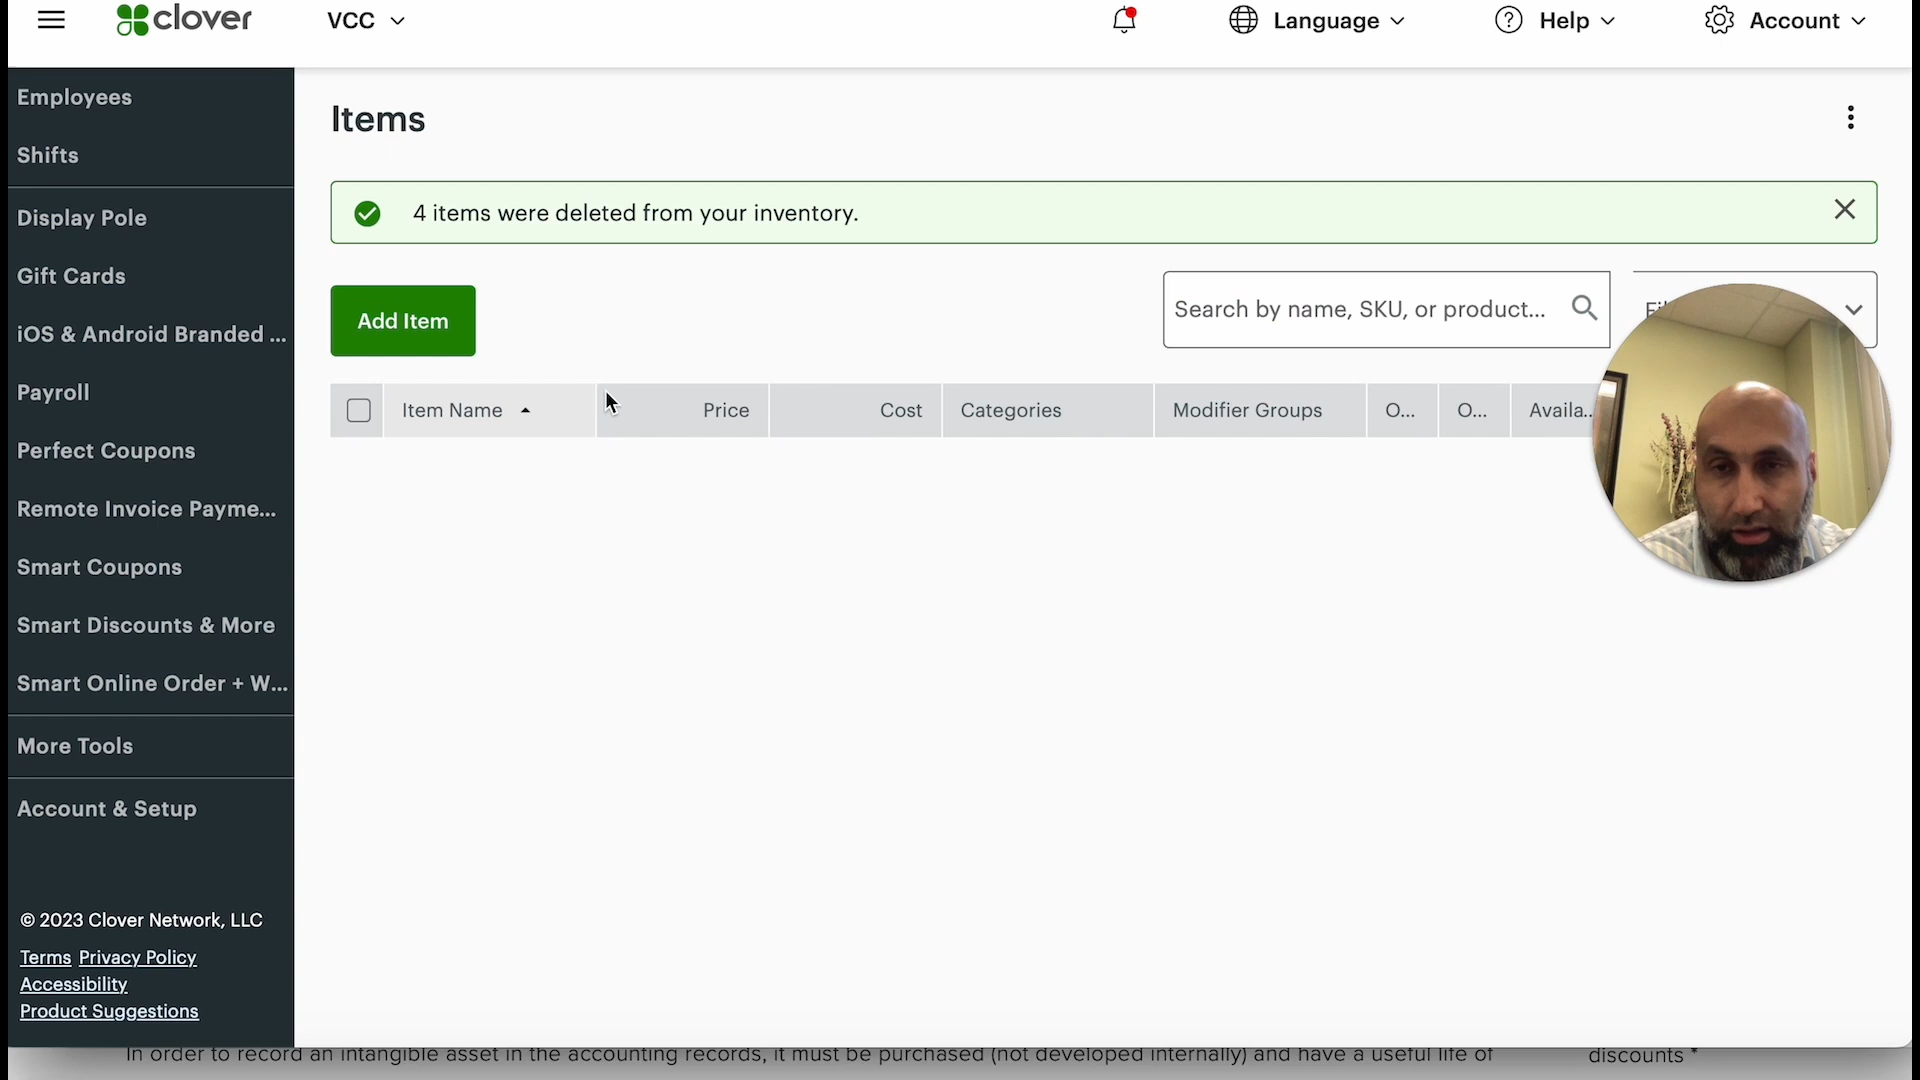 clover
VCC
Language
Help
Account
Employees
Shifts
Display Pole
Gift Cards
iOS & Android Branded ...
Payroll
Perfect Coupons
Remote Invoice Payme...
Smart Coupons
Smart Discounts & More
Smart Online Order + W...
More Tools
Account & Setup
© 2023 Clover Network, LLC
Terms Privacy Policy
Accessibility
Product Suggestions
Items
4 items were deleted from your inventory.
Add Item
Search by name, SKU, or product...
Item Name
Price
Cost
Categories
Modifier Groups
O...
O...
Availa..
In order to record an intangible asset in the accounting records, it must be purchased (not developed internally) and have a useful life of
discounts *